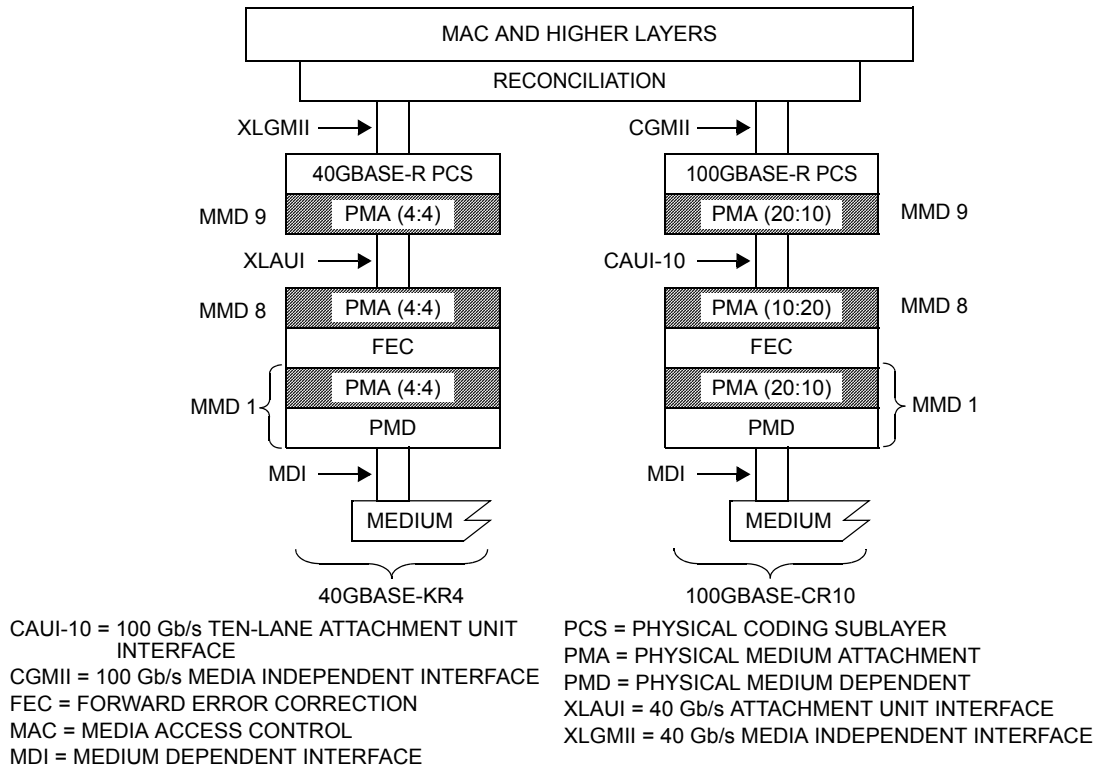 MAC AND HIGHER LAYERS
RECONCILIATION
XLGMII
CGMII
40GBASE-R PCS
100GBASE-R PCS
MMD 9
PMA (4:4)
PMA (20:10)
MMD 9
XLAUI
CAUI-10
MMD 8
PMA (4:4)
PMA (10:20)
MMD 8
FEC
FEC
MMD 1
PMA (4:4)
PMA (20:10)
MMD 1
PMD
PMD
MDI
MDI
MEDIUM
MEDIUM
40GBASE-KR4
100GBASE-CR10
CAUI-10 = 100 Gb/s TEN-LANE ATTACHMENT UNIT
INTERFACE
CGMII = 100 Gb/s MEDIA INDEPENDENT INTERFACE
FEC = FORWARD ERROR CORRECTION
MAC = MEDIA ACCESS CONTROL
MDI = MEDIUM DEPENDENT INTERFACE
PCS = PHYSICAL CODING SUBLAYER
PMA = PHYSICAL MEDIUM ATTACHMENT
PMD = PHYSICAL MEDIUM DEPENDENT
XLAUI = 40 Gb/s ATTACHMENT UNIT INTERFACE
XLGMII = 40 Gb/s MEDIA INDEPENDENT INTERFACE